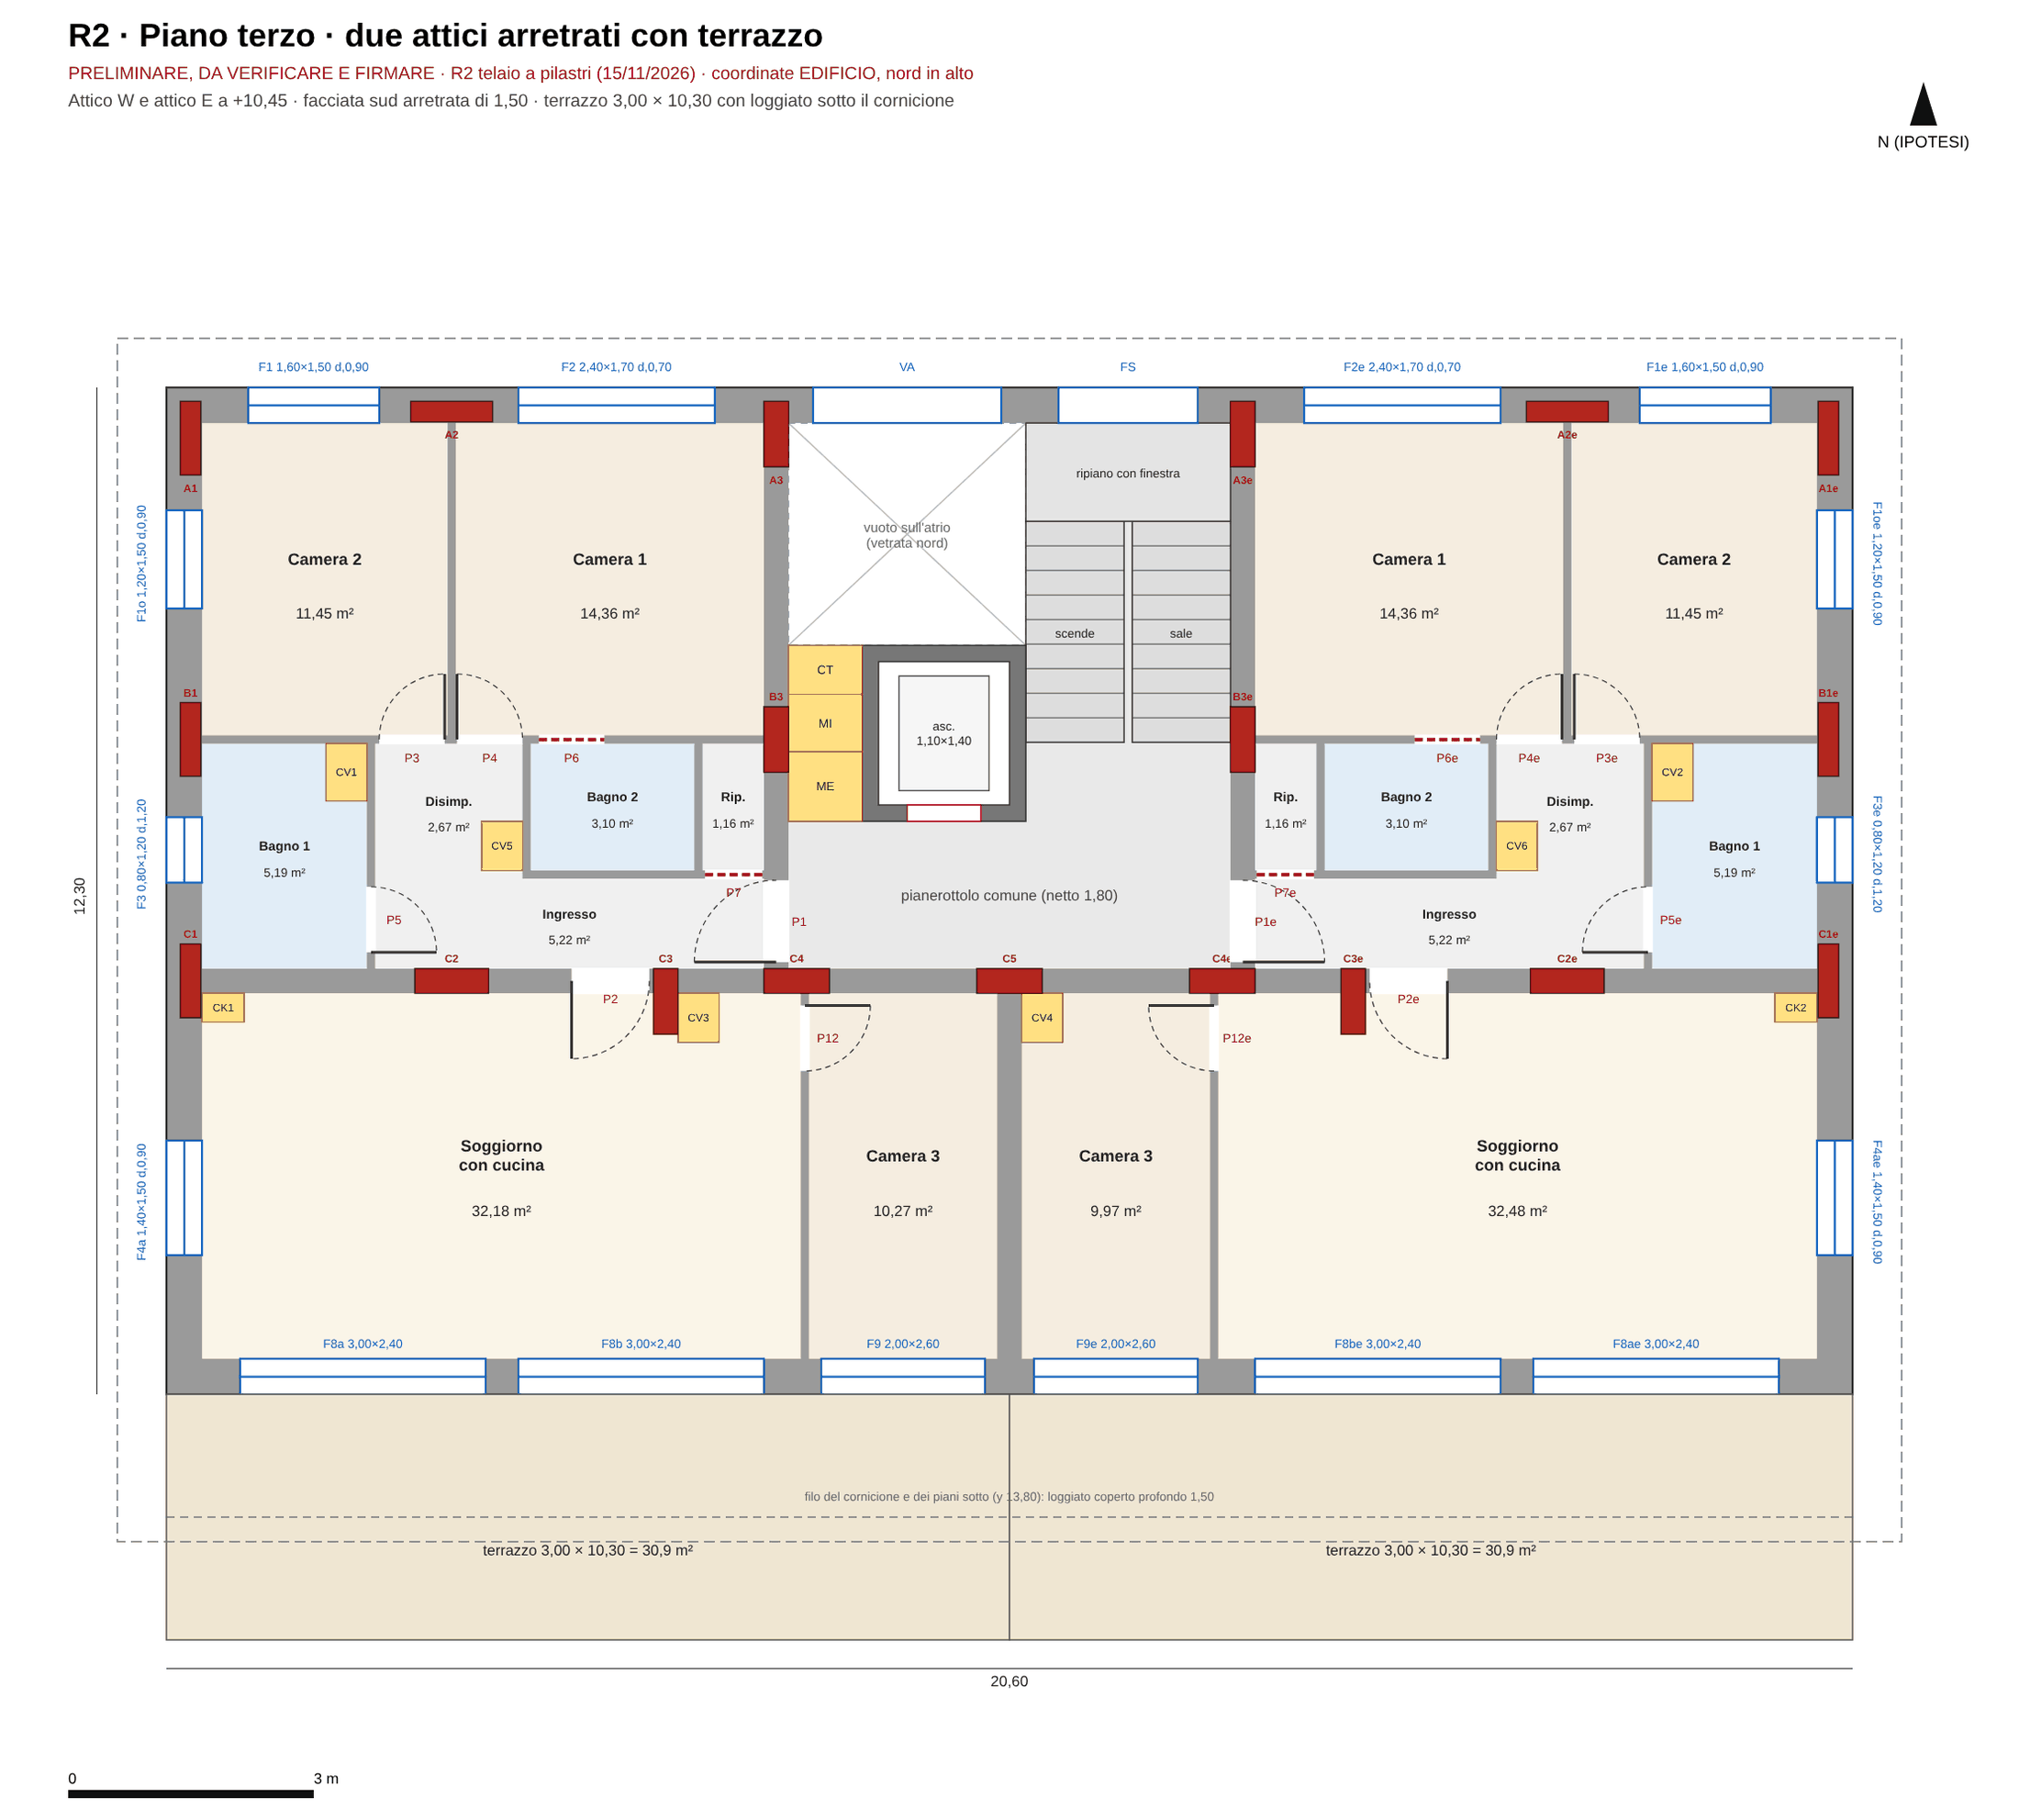 R2 · Piano terzo · due attici arretrati con terrazzo
PRELIMINARE, DA VERIFICARE E FIRMARE · R2 telaio a pilastri (15/11/2026) · coordinate EDIFICIO, nord in alto
Attico W e attico E a +10,45 · facciata sud arretrata di 1,50 · terrazzo 3,00 × 10,30 con loggiato sotto il cornicione
N (IPOTESI)
F1 1,60×1,50 d,0,90
F2 2,40×1,70 d,0,70
VA
FS
F2e 2,40×1,70 d,0,70
F1e 1,60×1,50 d,0,90
A2
A2e
A1
A3
A3e
A1e
ripiano con finestra
vuoto sull'atrio
(vetrata nord)
F1o 1,20×1,50 d,0,90
F1oe 1,20×1,50 d,0,90
Camera 2
11,45 m²
Camera 1
14,36 m²
scende
sale
Camera 1
14,36 m²
Camera 2
11,45 m²
B1
B3
B3e
B1e
CT
MI
ME
asc.
1,10×1,40
P3
P4
P6
P6e
P4e
P3e
CV1
CV2
Disimp.
2,67 m²
Bagno 2
3,10 m²
Rip.
1,16 m²
Rip.
1,16 m²
Bagno 2
3,10 m²
Disimp.
2,67 m²
F3 0,80×1,20 d,1,20
F3e 0,80×1,20 d,1,20
Bagno 1
5,19 m²
CV5
CV6
Bagno 1
5,19 m²
12,30
P7
P7e
pianerottolo comune (netto 1,80)
P5
Ingresso
5,22 m²
P1
P1e
Ingresso
5,22 m²
P5e
C1
C2
C3
C4
C5
C4e
C3e
C2e
C1e
CK1
P2
CV3
P12
CV4
P12e
P2e
CK2
F4a 1,40×1,50 d,0,90
F4ae 1,40×1,50 d,0,90
Soggiorno
con cucina
32,18 m²
Camera 3
10,27 m²
Camera 3
9,97 m²
Soggiorno
con cucina
32,48 m²
F8a 3,00×2,40
F8b 3,00×2,40
F9 2,00×2,60
F9e 2,00×2,60
F8be 3,00×2,40
F8ae 3,00×2,40
filo del cornicione e dei piani sotto (y 13,80): loggiato coperto profondo 1,50
terrazzo 3,00 × 10,30 = 30,9 m²
terrazzo 3,00 × 10,30 = 30,9 m²
20,60
0
3 m